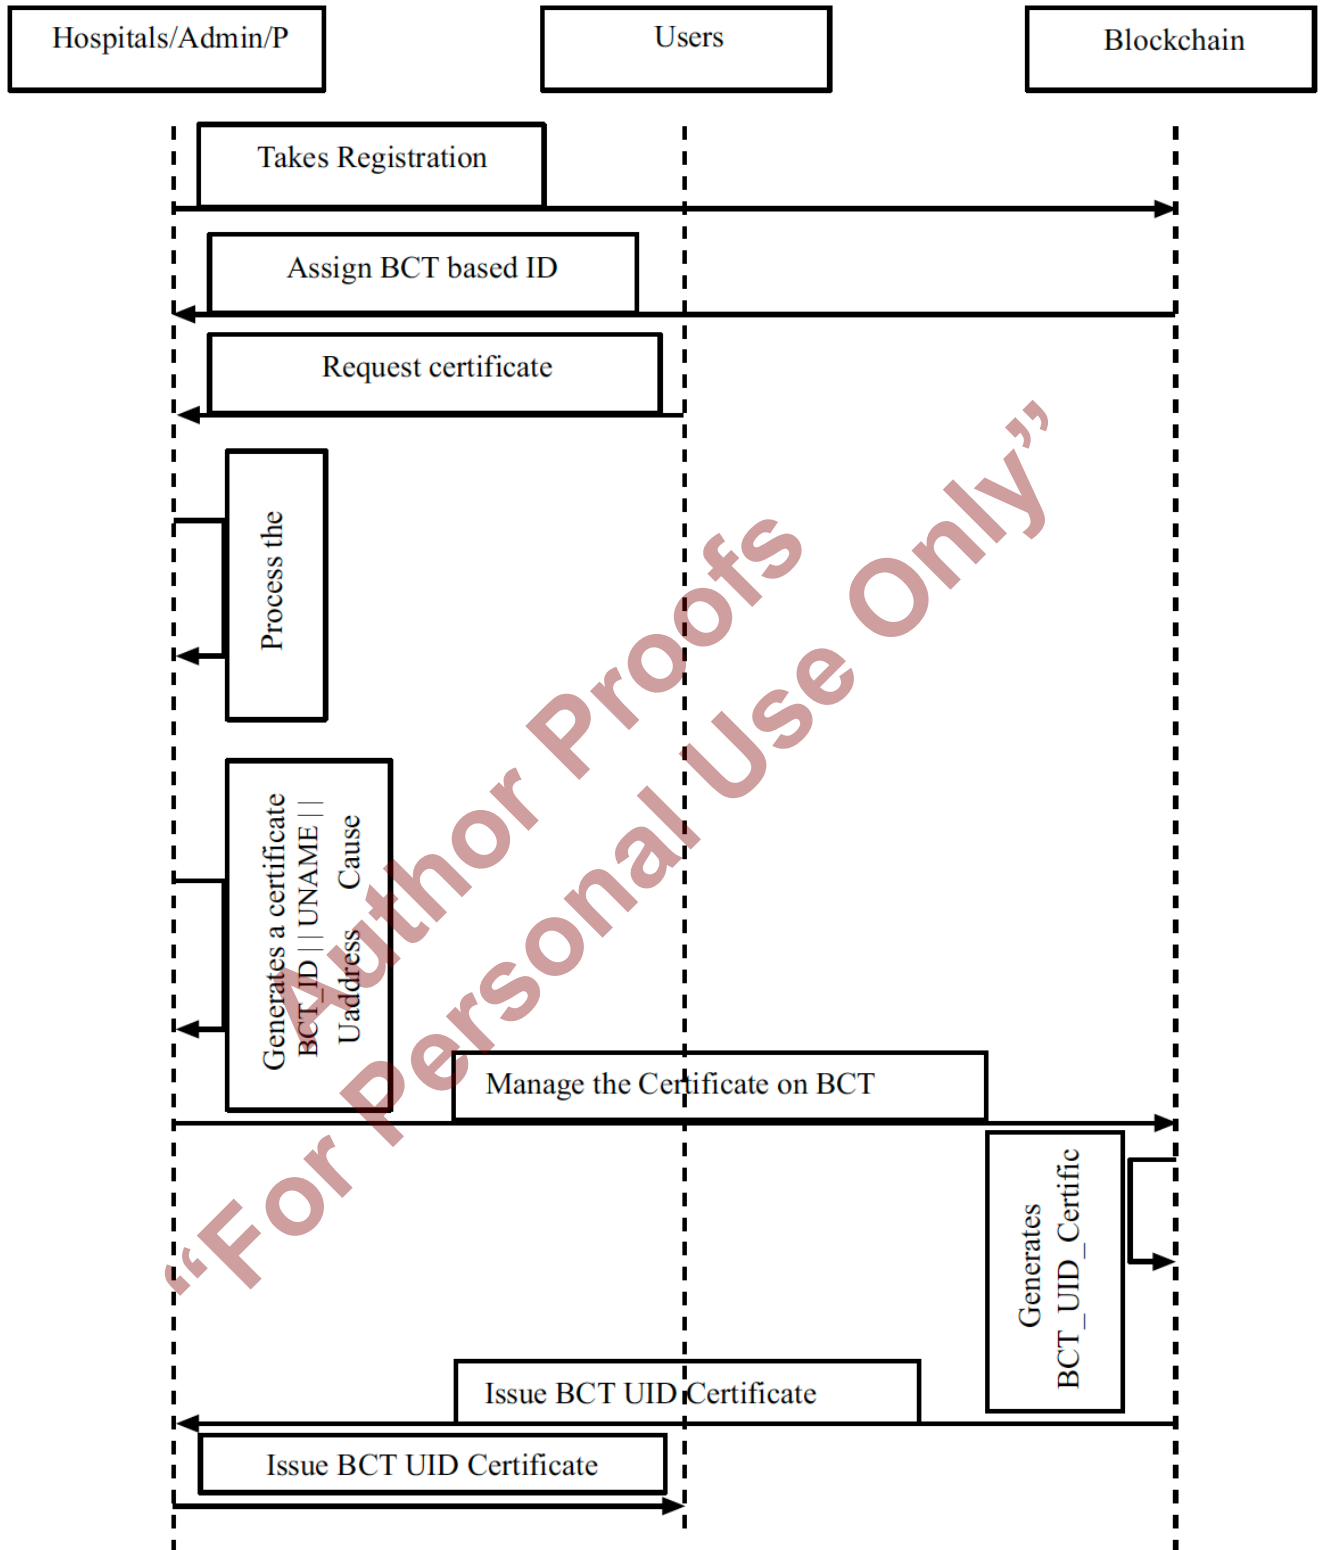 Hospitals/Admin/P
Users
Blockchain
Takes Registration
Assign BCT based ID
Request certificate
Process the
Generates a certificate
BCT_ID || UNAME ||
Uaddress Cause
Manage the Certificate on BCT
Generates
BCT_UID_Certific
Issue BCT UID Certificate
Issue BCT UID Certificate
Author Proofs
“For Personal Use Only”